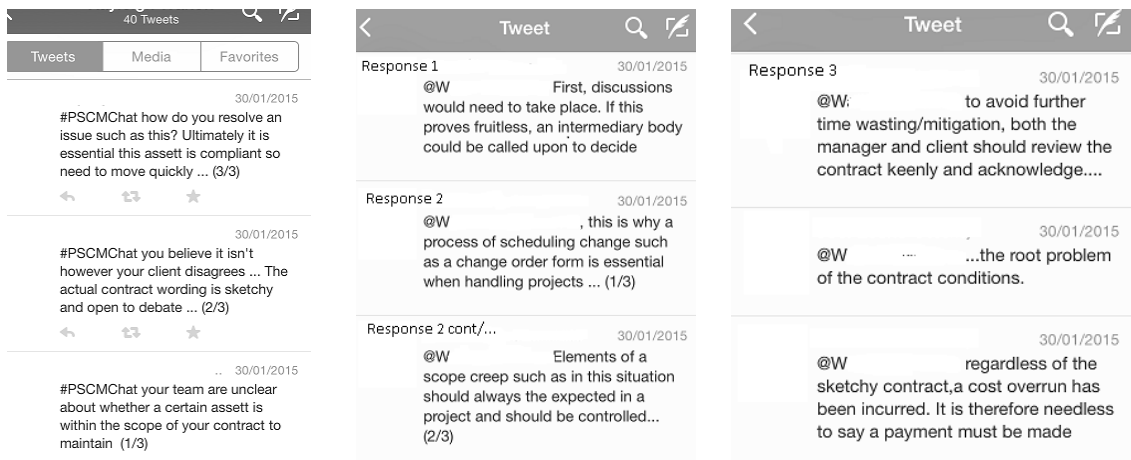 40 Tweets
Tweets Media Favorites
30/01/2015
#PSCMChat how do you resolve an
issue such as this? Ultimately it is
essential this assett is compliant so
need to move quickly ... (3/3)
30/01/2015
#PSCMChat you believe it isn't
however your client disagrees ... The
actual contract wording is sketchy
and open to debate ... (2/3)
.. 30/01/2015
#PSCMChat your team are unclear
about whether a certain assett is
within the scope of your contract to
maintain (1/3)
Tweet
Response 1
30/01/2015
@W First, discussions
would need to take place. If this
proves fruitless, an intermediary body
could be called upon to decide
Response 2
30/01/2015
@W , this is why a
process of scheduling change such
as a change order form is essential
when handling projects ... (1/3)
Response 2 cont/...
30/01/2015
@W Elements of a
scope creep such as in this situation
should always the expected in a
project and should be controlled...
(2/3)
Tweet
Response 3
30/01/2015
@W to avoid further
time wasting/mitigation, both the
manager and client should review the
contract keenly and acknowledge....
30/01/2015
@W ...the root problem
of the contract conditions.
30/01/2015
@W regardless of the
sketchy contract,a cost overrun has
been incurred. It is therefore needless
to say a payment must be made